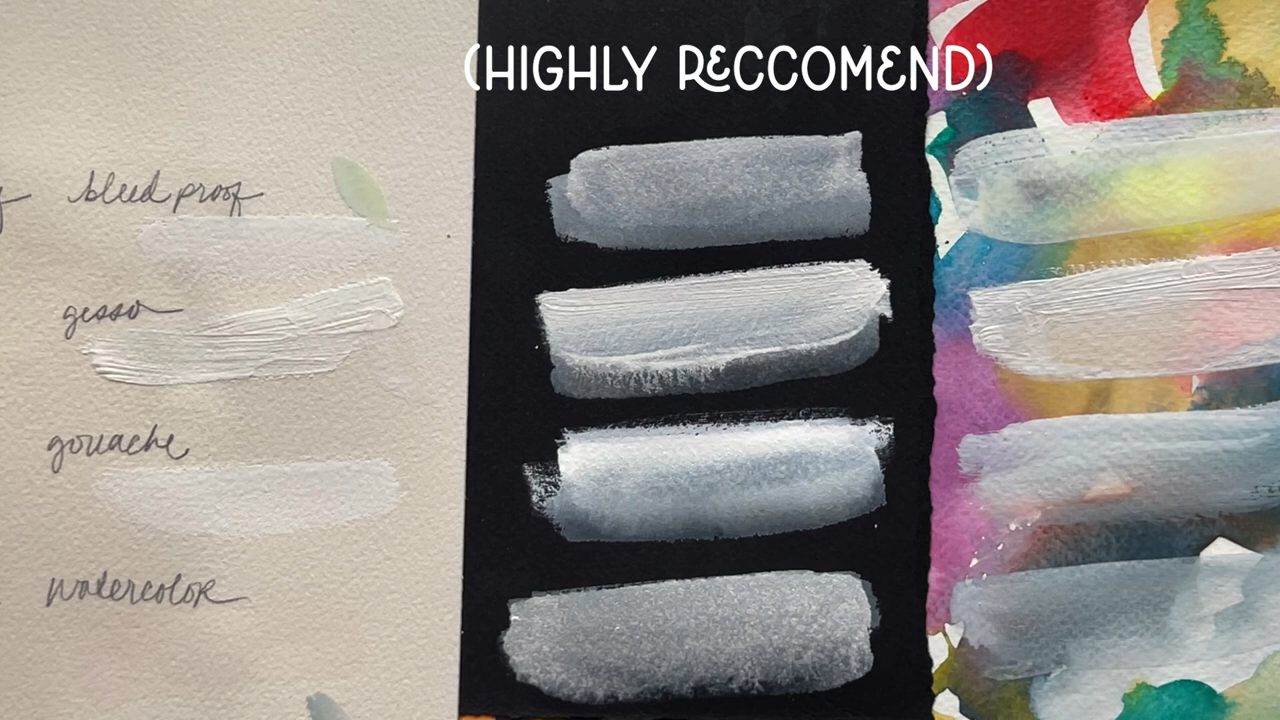 (HIGHLY RECCOMEND)
bleed proof
gesso
gouache
watercolor